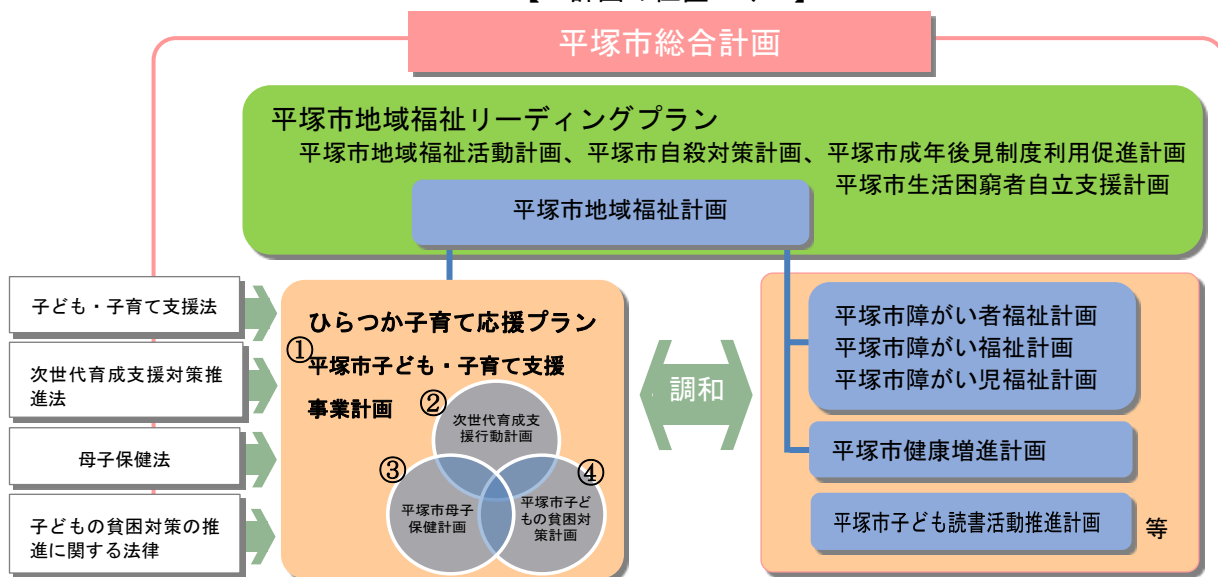 平塚市総合計画
平塚市地域福祉リーディングプラン
平塚市地域福祉活動計画、平塚市自殺対策計画、平塚市成年後見制度利用促進計画
平塚市生活困窮者自立支援計画
平塚市地域福祉計画
子ども・子育て支援法
次世代育成支援対策推
進法
母子保健法
子どもの貧困対策の推
進に関する法律
ひらつか子育て応援プラン
①
平塚市子ども・子育て支援
事業計画
②
次世代育成支
援行動計画
③
平塚市母子
保健計画
④
平塚市子ど
もの貧困対
策計画
調和
平塚市障がい者福祉計画
平塚市障がい福祉計画
平塚市障がい児福祉計画
平塚市健康増進計画
平塚市子ども読書活動推進計画
等